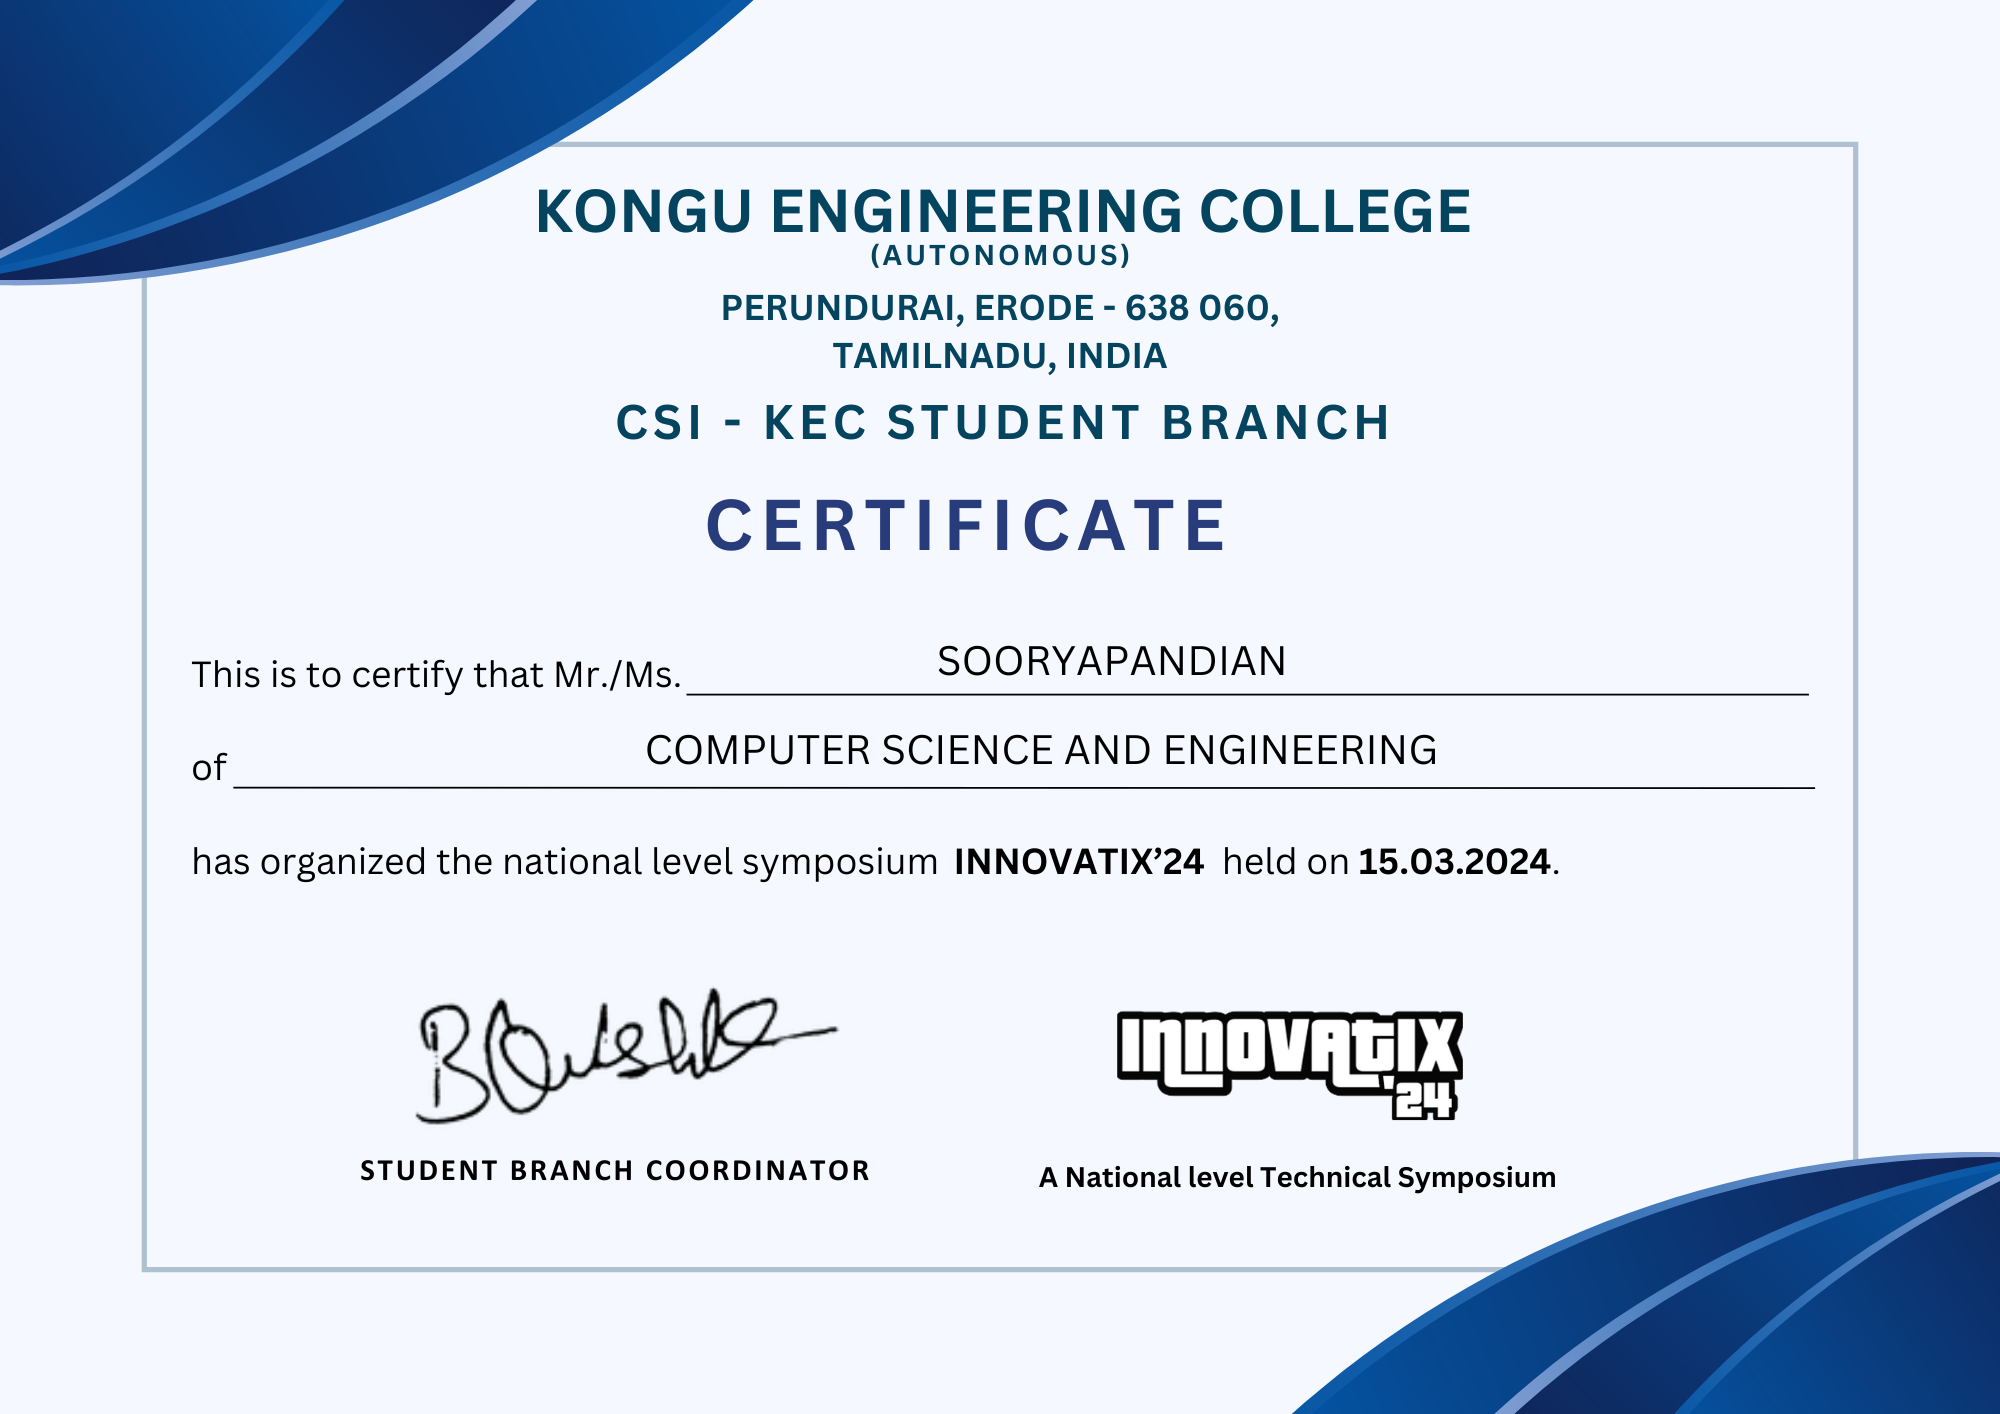 KONGU ENGINEERING COLLEGE
(AUTONOMOUS)
PERUNDURAI, ERODE - 638 060,
TAMILNADU, INDIA
CSI - KEC STUDENT BRANCH
CERTIFICATE
This is to certify that Mr./Ms. SOORYAPANDIAN
of COMPUTER SCIENCE AND ENGINEERING
has organized the national level symposium INNOVATIX’24 held on 15.03.2024.
INNOVATIX
24
STUDENT BRANCH COORDINATOR
A National level Technical Symposium